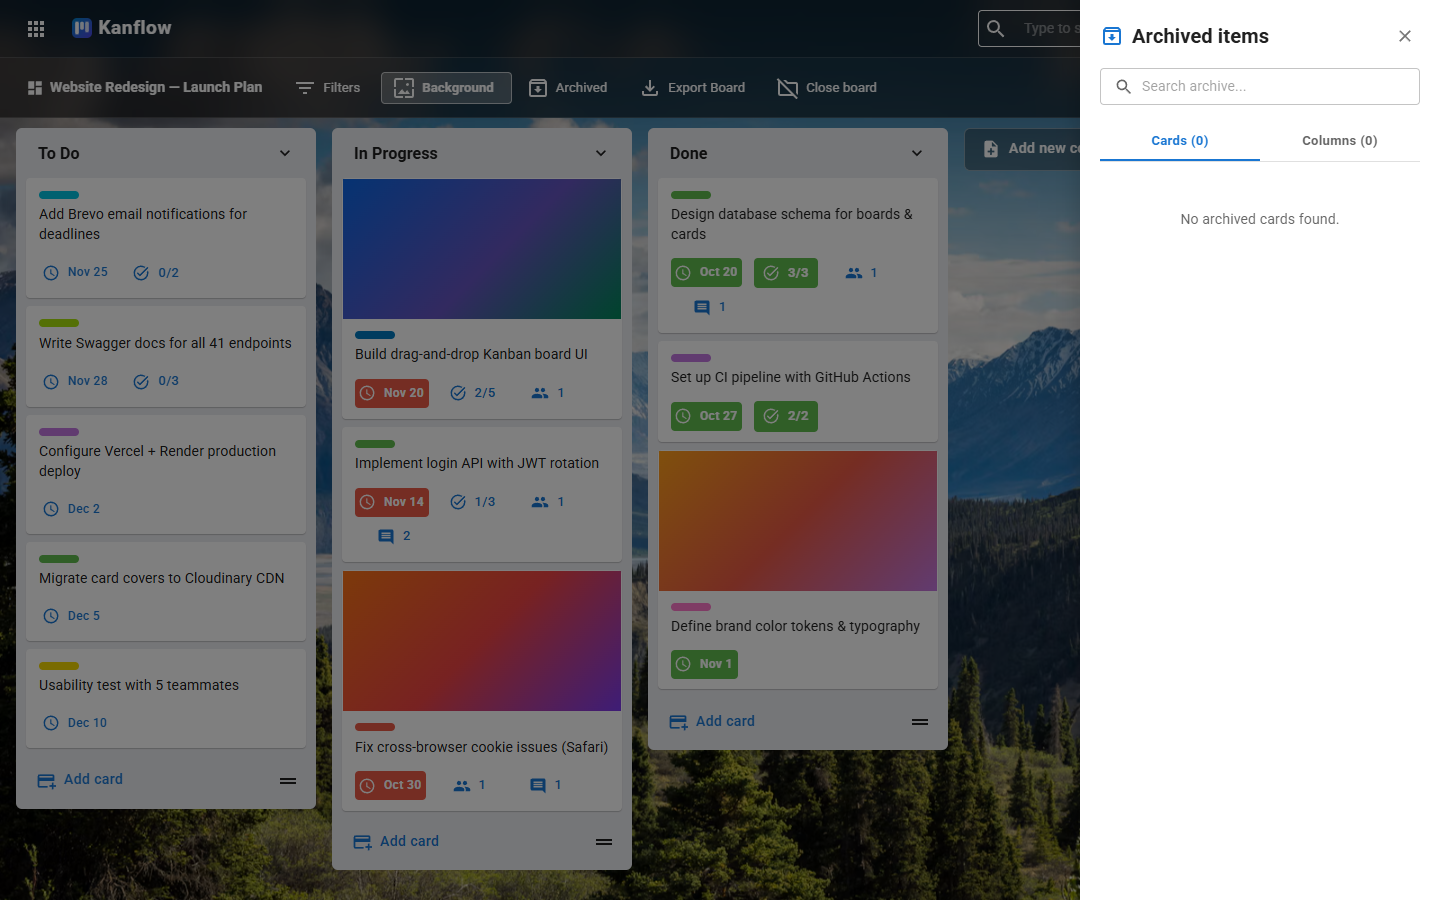 Kanflow
Type to s
Website Redesign — Launch Plan
Filters
Background
Archived
Export Board
Close board
To Do
Add Brevo email notifications for
deadlines
Nov 25
0/2
Write Swagger docs for all 41 endpoints
Nov 28
0/3
Configure Vercel + Render production
deploy
Dec 2
Migrate card covers to Cloudinary CDN
Dec 5
Usability test with 5 teammates
Dec 10
Add card
In Progress
Build drag-and-drop Kanban board UI
Nov 20
2/5
1
Implement login API with JWT rotation
Nov 14
1/3
1
2
Fix cross-browser cookie issues (Safari)
Oct 30
1
1
Add card
Done
Design database schema for boards &
cards
Oct 20
3/3
1
1
Set up CI pipeline with GitHub Actions
Oct 27
2/2
Define brand color tokens & typography
Nov 1
Add card
Add new co
Archived items
Search archive...
Cards (0)
Columns (0)
No archived cards found.